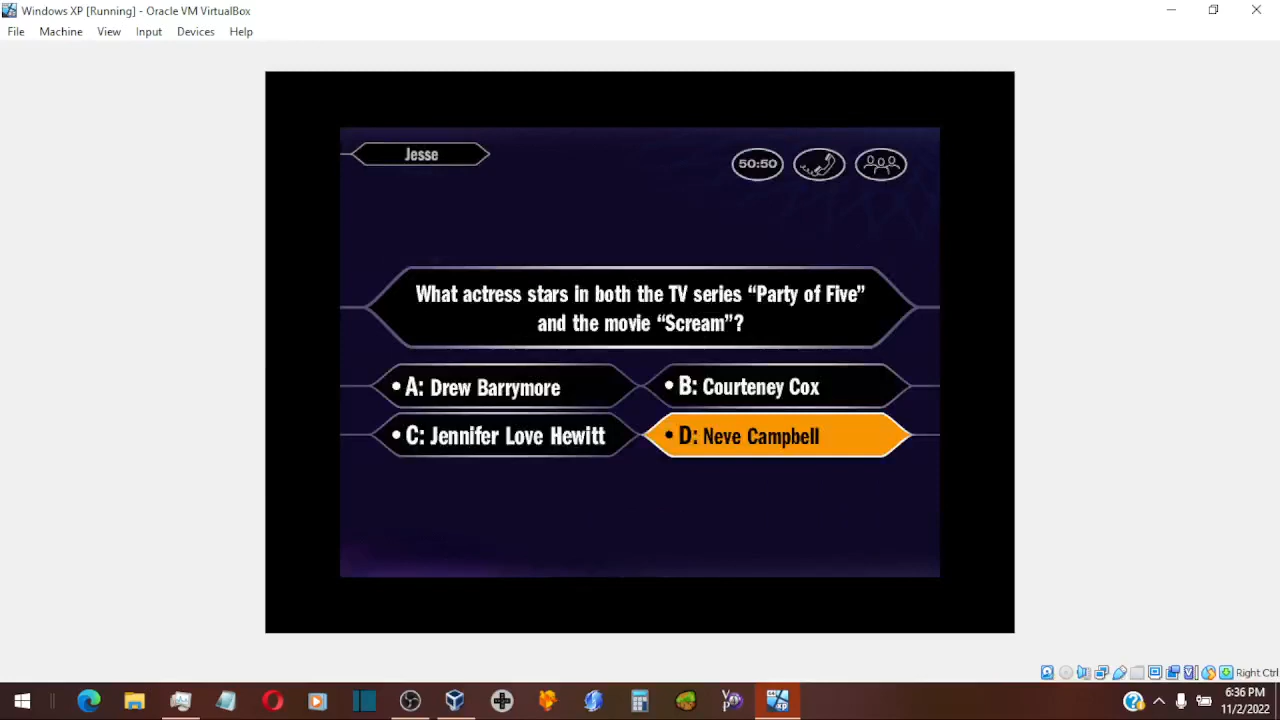 Windows XP [Running] - Oracle VM VirtualBox
File Machine View Input Devices Help
Jesse
50:50
What actress stars in both the TV series “Party of Five”
and the movie “Scream”?
• A: Drew Barrymore
• B: Courteney Cox
• C: Jennifer Love Hewitt
• D: Neve Campbell
Right Ctrl
6:36 PM
11/2/2022